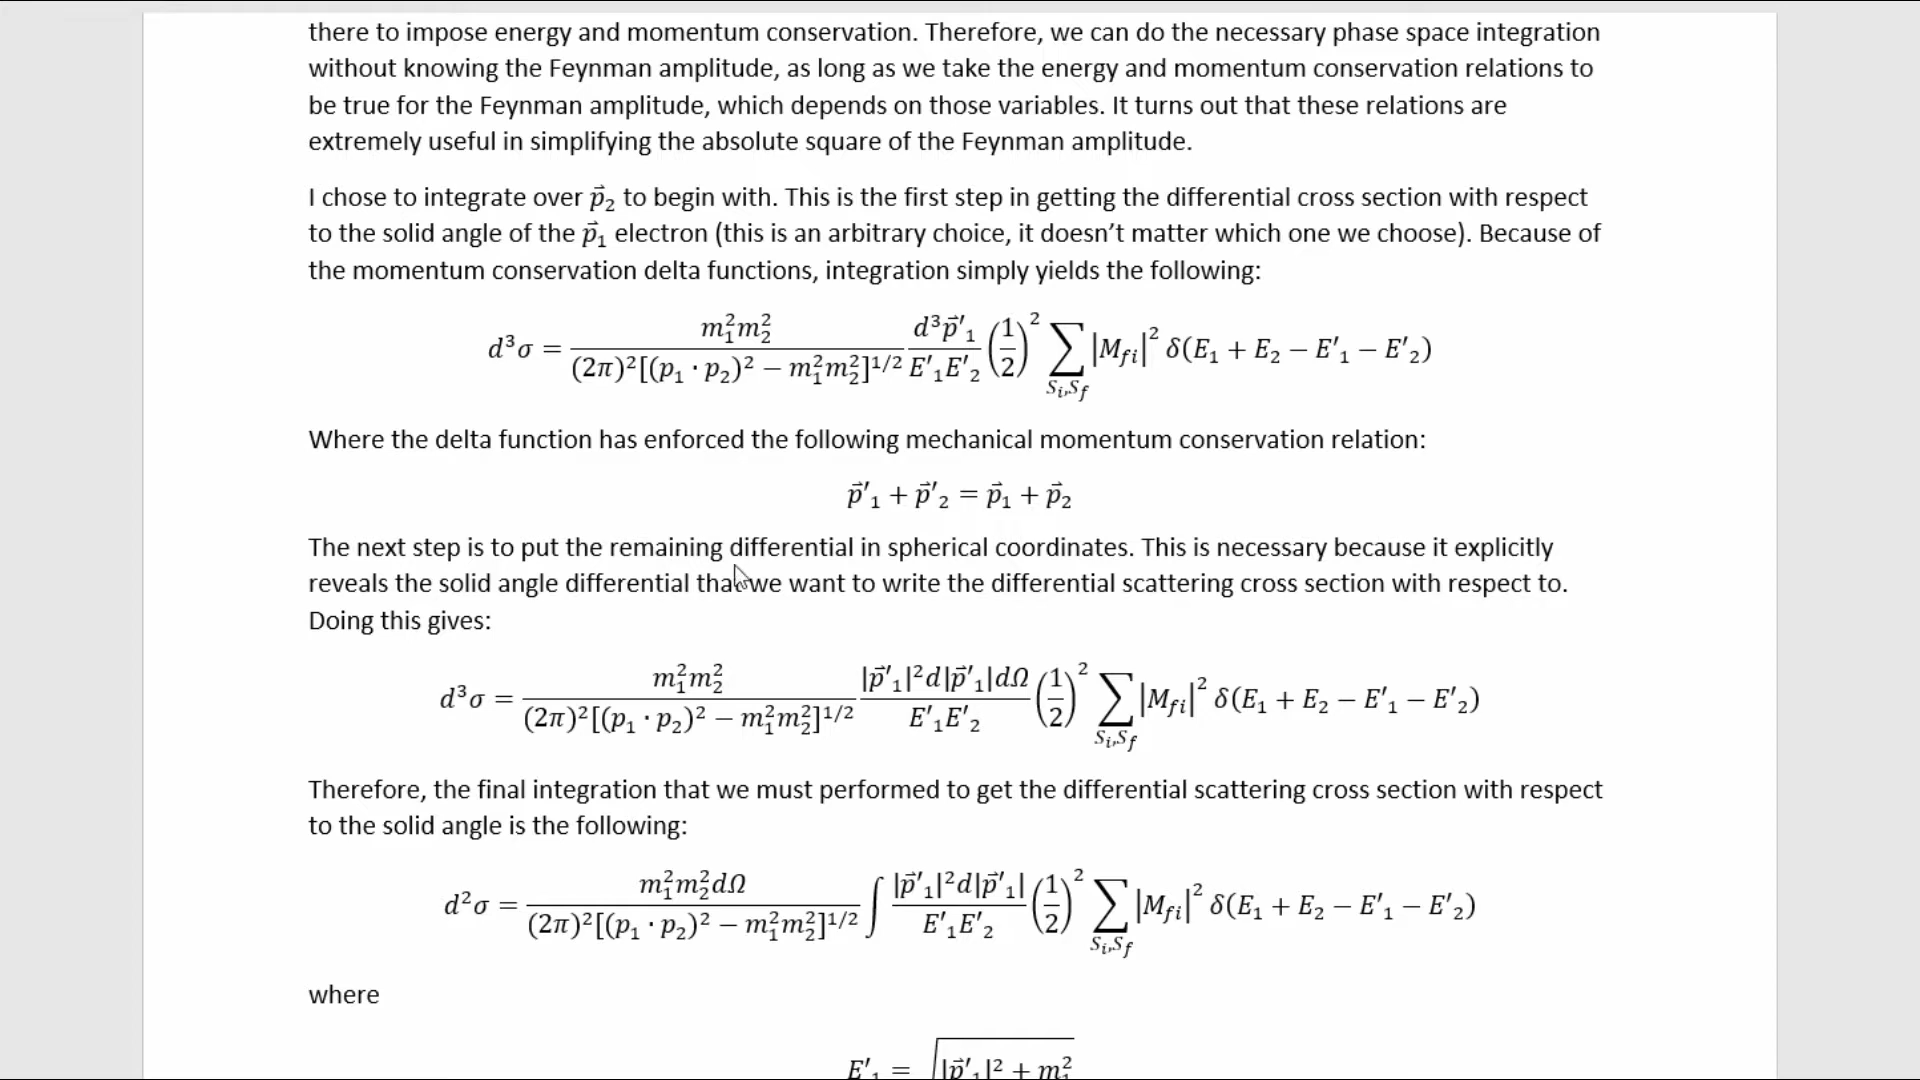 there to impose energy and momentum conservation. Therefore, we can do the necessary phase space integration
without knowing the Feynman amplitude, as long as we take the energy and momentum conservation relations to
be true for the Feynman amplitude, which depends on those variables. It turns out that these relations are
extremely useful in simplifying the absolute square of the Feynman amplitude.
I chose to integrate over p⃗₂ to begin with. This is the first step in getting the differential cross section with respect
to the solid angle of the p⃗₁ electron (this is an arbitrary choice, it doesn’t matter which one we choose). Because of
the momentum conservation delta functions, integration simply yields the following:
d³σ = m₁²m₂² / ((2π)²[(p₁ · p₂)² − m₁²m₂²]^{1/2}) d³p⃗′₁ / (E′₁E′₂) (1/2)² ∑_{S_i,S_f} |M_{fi}|² δ(E₁ + E₂ − E′₁ − E′₂)
Where the delta function has enforced the following mechanical momentum conservation relation:
p⃗′₁ + p⃗′₂ = p⃗₁ + p⃗₂
The next step is to put the remaining differential in spherical coordinates. This is necessary because it explicitly
reveals the solid angle differential that we want to write the differential scattering cross section with respect to.
Doing this gives:
d³σ = m₁²m₂² / ((2π)²[(p₁ · p₂)² − m₁²m₂²]^{1/2}) |p⃗′₁|²d|p⃗′₁|dΩ / (E′₁E′₂) (1/2)² ∑_{S_i,S_f} |M_{fi}|² δ(E₁ + E₂ − E′₁ − E′₂)
Therefore, the final integration that we must performed to get the differential scattering cross section with respect
to the solid angle is the following:
d²σ = m₁²m₂²dΩ / ((2π)²[(p₁ · p₂)² − m₁²m₂²]^{1/2}) ∫ |p⃗′₁|²d|p⃗′₁| / (E′₁E′₂) (1/2)² ∑_{S_i,S_f} |M_{fi}|² δ(E₁ + E₂ − E′₁ − E′₂)
where
E′₁ = √(|p⃗′₁|² + m₁²)